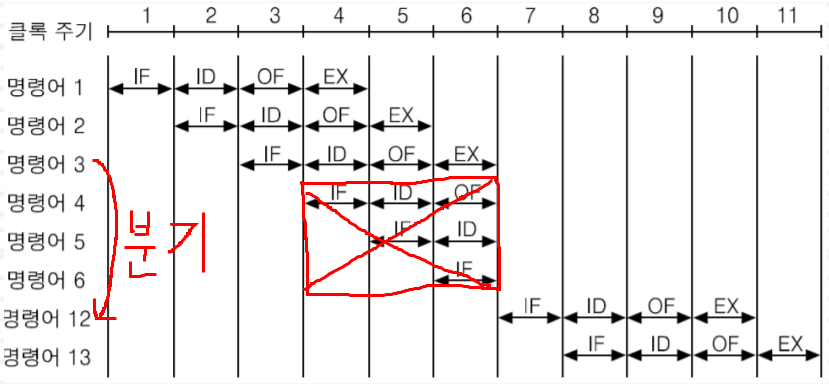 클록 주기 1 2 3 4 5 6 7 8 9 10 11
명령어 1 IF ID OF EX
명령어 2 IF ID OF EX
명령어 3 IF ID OF EX
명령어 4 IF ID OF
명령어 5 IF ID
명령어 6 IF
명령어 12 IF ID OF EX
명령어 13 IF ID OF EX
분기